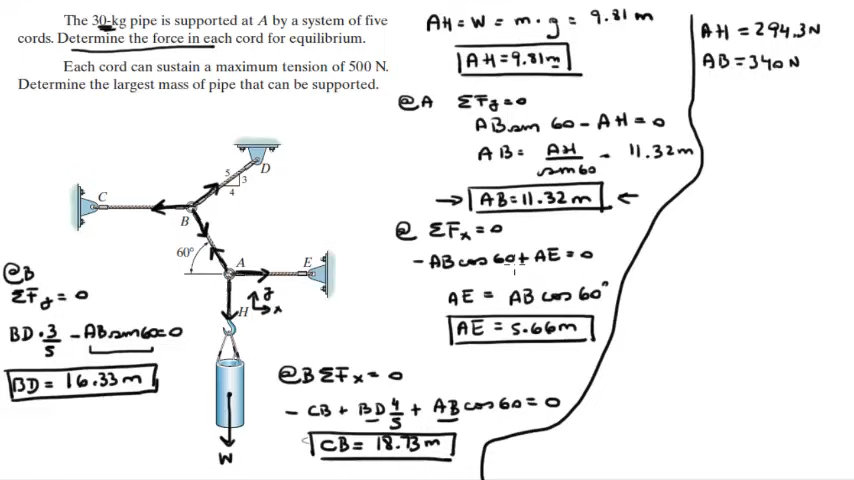 The 30-kg pipe is supported at A by a system of five
cords. Determine the force in each cord for equilibrium.
Each cord can sustain a maximum tension of 500 N.
Determine the largest mass of pipe that can be supported.
C
B
D
5
3
4
60°
A
E
H
y
x
W
@B
ΣFy = 0
BD · 3/5 - AB sin 60 = 0
BD = 16.33 m
AH = W = m · g = 9.81 m
AH = 9.81 m
@A ΣFy = 0
AB sin 60 - AH = 0
AB = AH/sin 60 = 11.32 m
→ AB = 11.32 m ←
@ ΣFx = 0
- AB cos 60 + AE = 0
AE = AB cos 60°
AE = 5.66 m
@B ΣFx = 0
- CB + BD 4/5 + AB cos 60 = 0
CB = 18.73 m
AH = 294.3 N
AB = 340 N